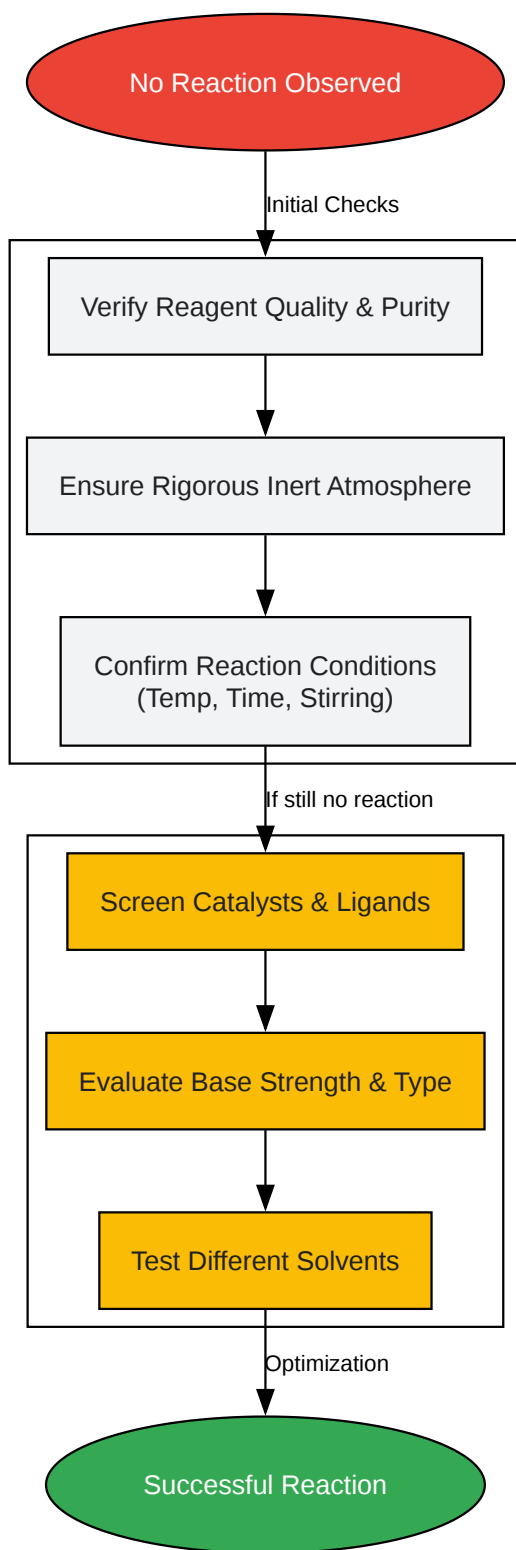 No Reaction Observed
Initial Checks
Verify Reagent Quality & Purity
Ensure Rigorous Inert Atmosphere
Confirm Reaction Conditions
(Temp, Time, Stirring)
If still no reaction
Screen Catalysts & Ligands
Evaluate Base Strength & Type
Test Different Solvents
Optimization
Successful Reaction